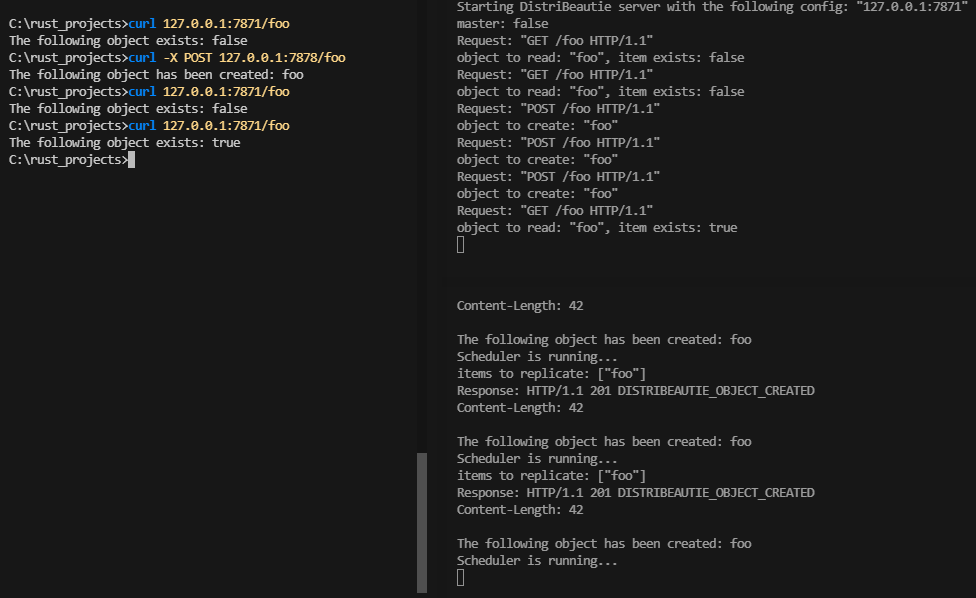 C:\rust_projects>curl 127.0.0.1:7871/foo
The following object exists: false
C:\rust_projects>curl -X POST 127.0.0.1:7878/foo
The following object has been created: foo
C:\rust_projects>curl 127.0.0.1:7871/foo
The following object exists: false
C:\rust_projects>curl 127.0.0.1:7871/foo
The following object exists: true
C:\rust_projects>
Starting DistriBeautie server with the following config: "127.0.0.1:7871"
master: false
Request: "GET /foo HTTP/1.1"
object to read: "foo", item exists: false
Request: "GET /foo HTTP/1.1"
object to read: "foo", item exists: false
Request: "POST /foo HTTP/1.1"
object to create: "foo"
Request: "POST /foo HTTP/1.1"
object to create: "foo"
Request: "POST /foo HTTP/1.1"
object to create: "foo"
Request: "GET /foo HTTP/1.1"
object to read: "foo", item exists: true
Content-Length: 42
The following object has been created: foo
Scheduler is running...
items to replicate: ["foo"]
Response: HTTP/1.1 201 DISTRIBEAUTIE_OBJECT_CREATED
Content-Length: 42
The following object has been created: foo
Scheduler is running...
items to replicate: ["foo"]
Response: HTTP/1.1 201 DISTRIBEAUTIE_OBJECT_CREATED
Content-Length: 42
The following object has been created: foo
Scheduler is running...